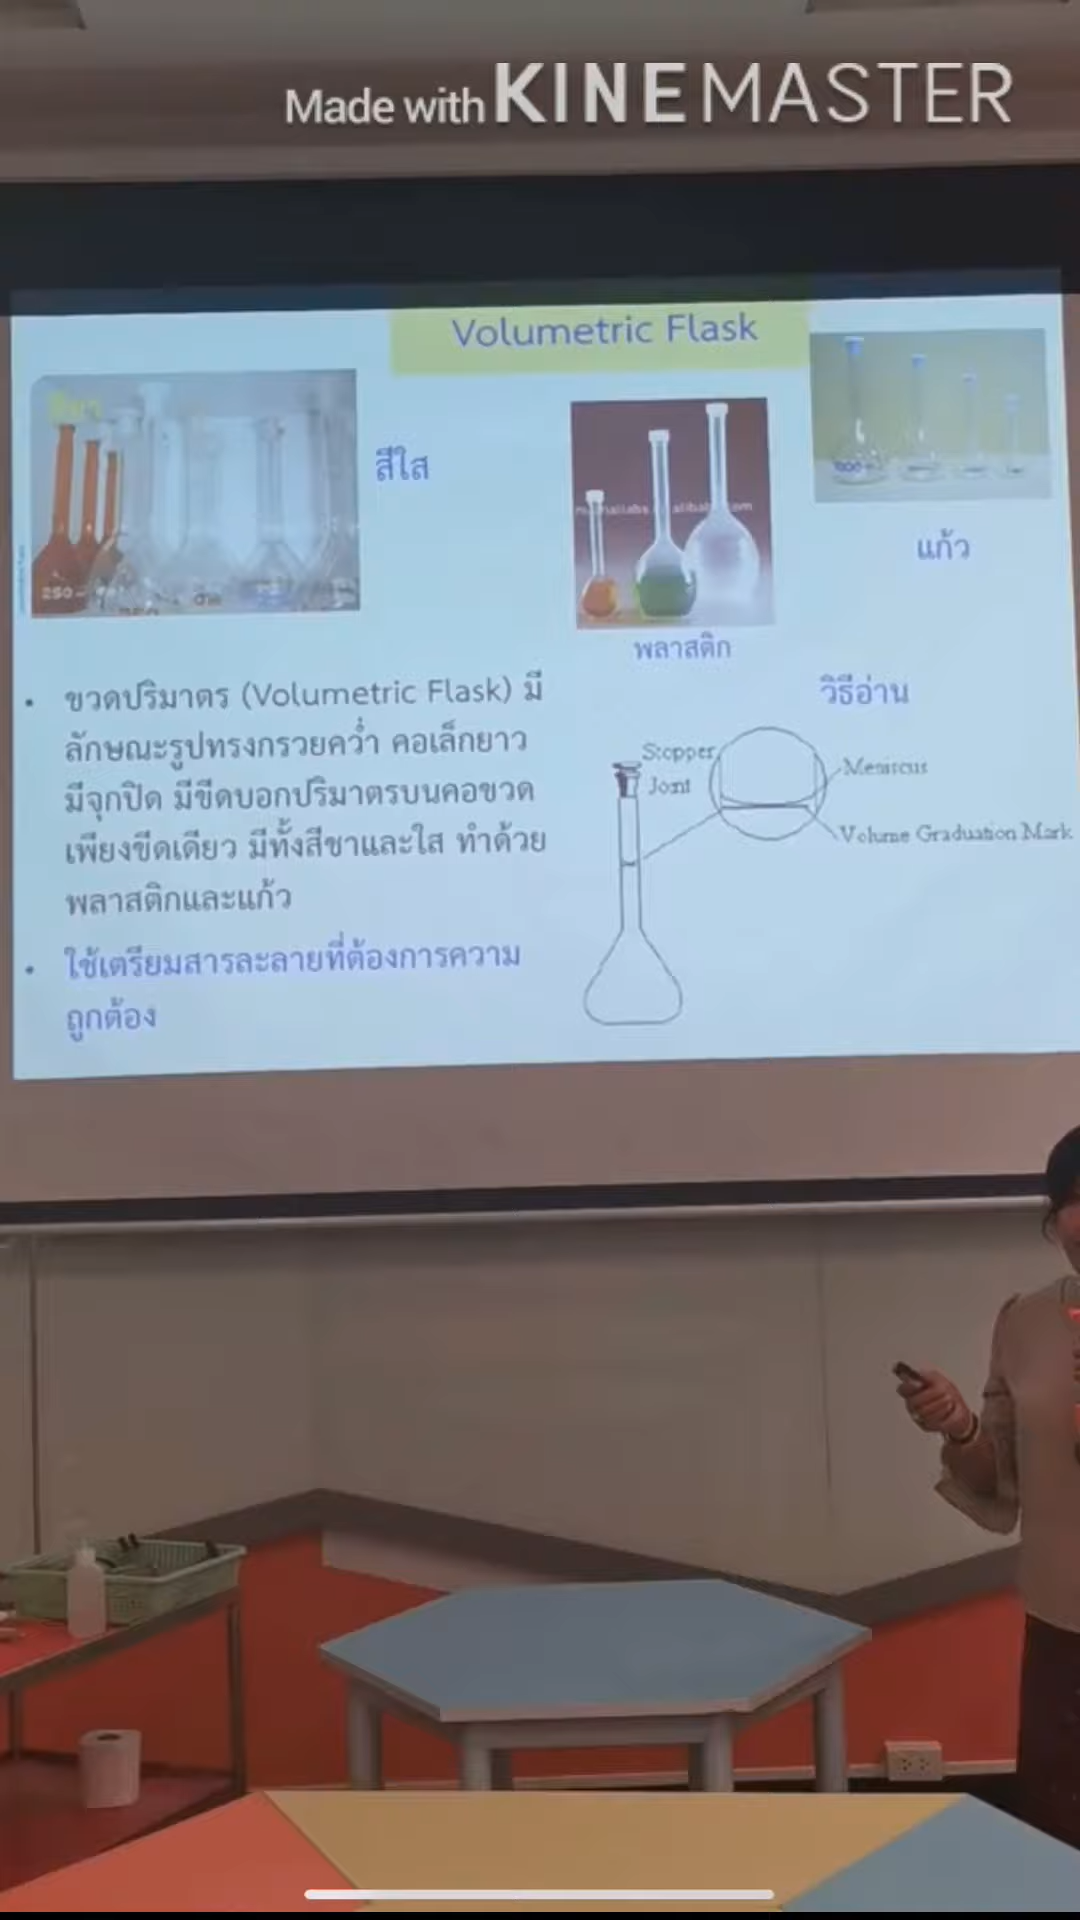 Made with KINEMASTER
Volumetric Flask
สีชา
สีใส
250
แก้ว
พลาสติก
วิธีอ่าน
• ขวดปริมาตร (Volumetric Flask) มี
ลักษณะรูปทรงกรวยคว่ำ คอเล็กยาว
มีจุกปิด มีขีดบอกปริมาตรบนคอขวด
เพียงขีดเดียว มีทั้งสีชาและใส ทำด้วย
พลาสติกและแก้ว
• ใช้เตรียมสารละลายที่ต้องการความ
ถูกต้อง
Stopper
Joint
Meniscus
Volume Graduation Mark